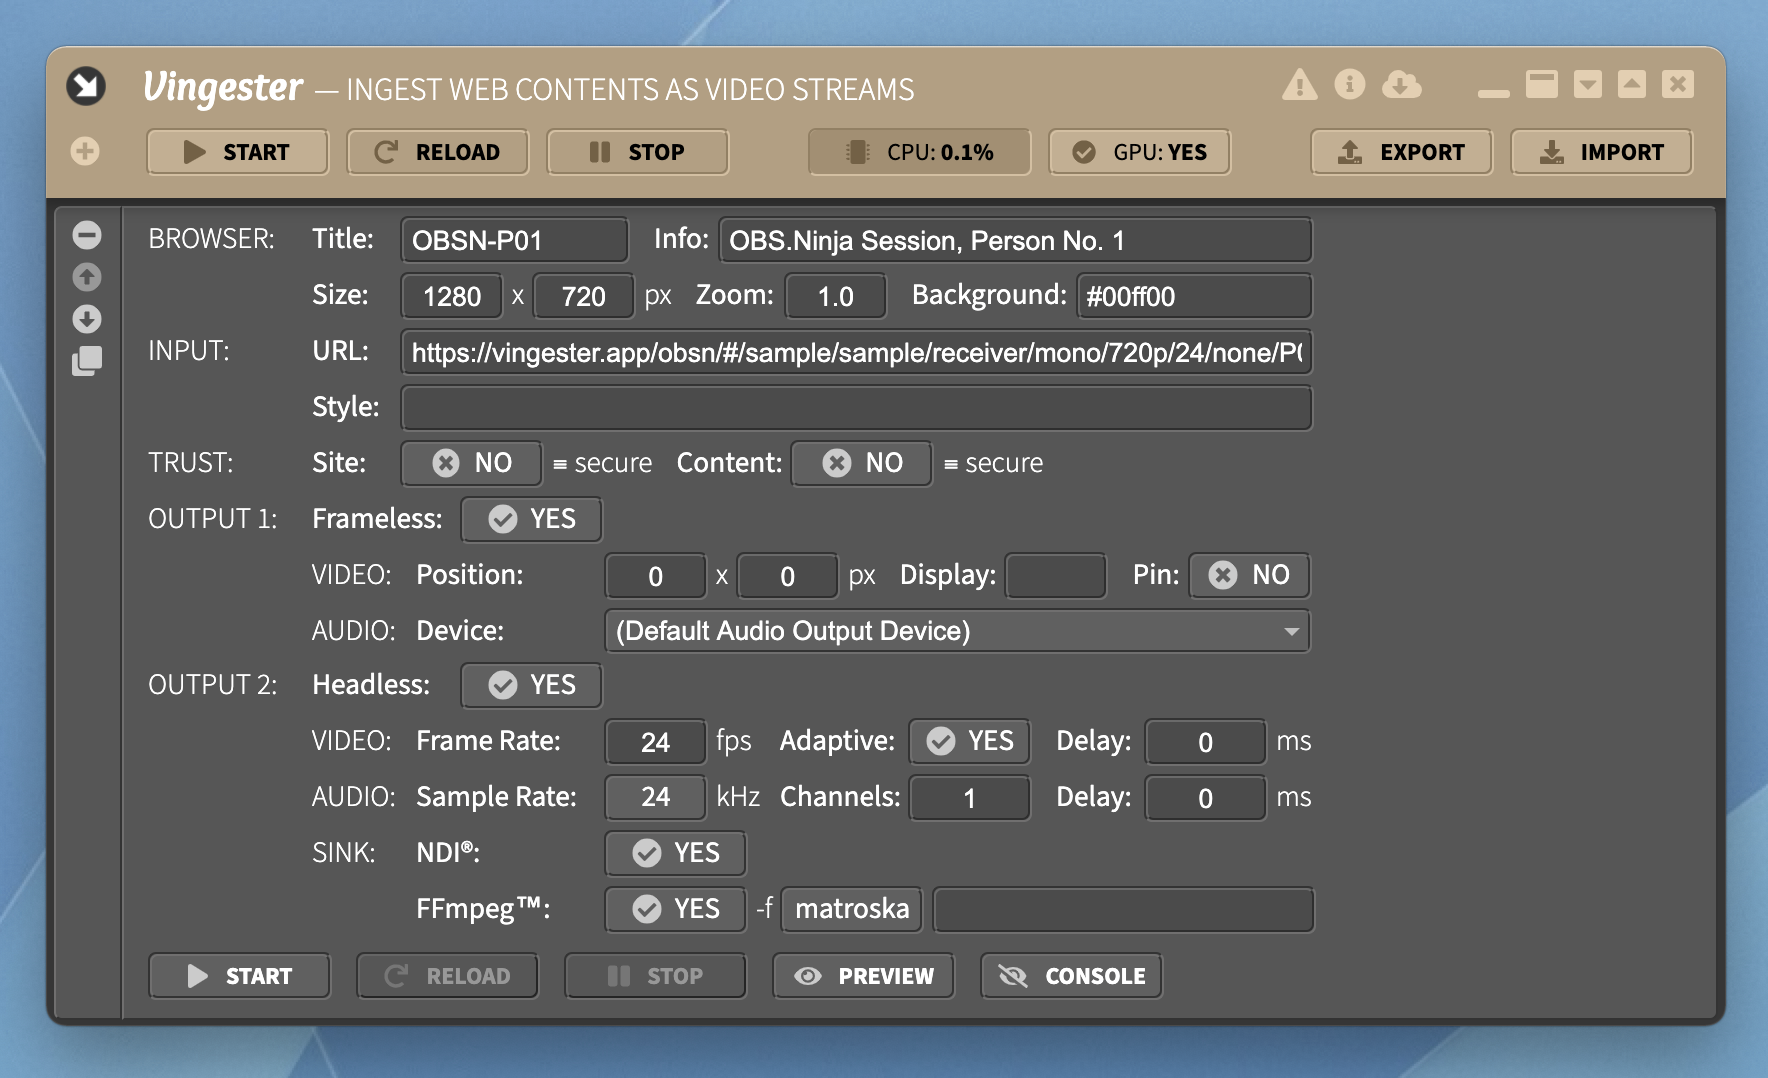 Vingester — INGEST WEB CONTENTS AS VIDEO STREAMS
START RELOAD STOP CPU: 0.1% GPU: YES EXPORT IMPORT
BROWSER: Title: OBSN-P01 Info: OBS.Ninja Session, Person No. 1
Size: 1280 x 720 px Zoom: 1.0 Background: #00ff00
INPUT: URL: https://vingester.app/obsn/#/sample/sample/receiver/mono/720p/24/none/P0
Style:
TRUST: Site: NO ≡ secure Content: NO ≡ secure
OUTPUT 1: Frameless: YES
VIDEO: Position: 0 x 0 px Display: Pin: NO
AUDIO: Device: (Default Audio Output Device)
OUTPUT 2: Headless: YES
VIDEO: Frame Rate: 24 fps Adaptive: YES Delay: 0 ms
AUDIO: Sample Rate: 24 kHz Channels: 1 Delay: 0 ms
SINK: NDI®: YES
FFmpeg™: YES -f matroska
START RELOAD STOP PREVIEW CONSOLE